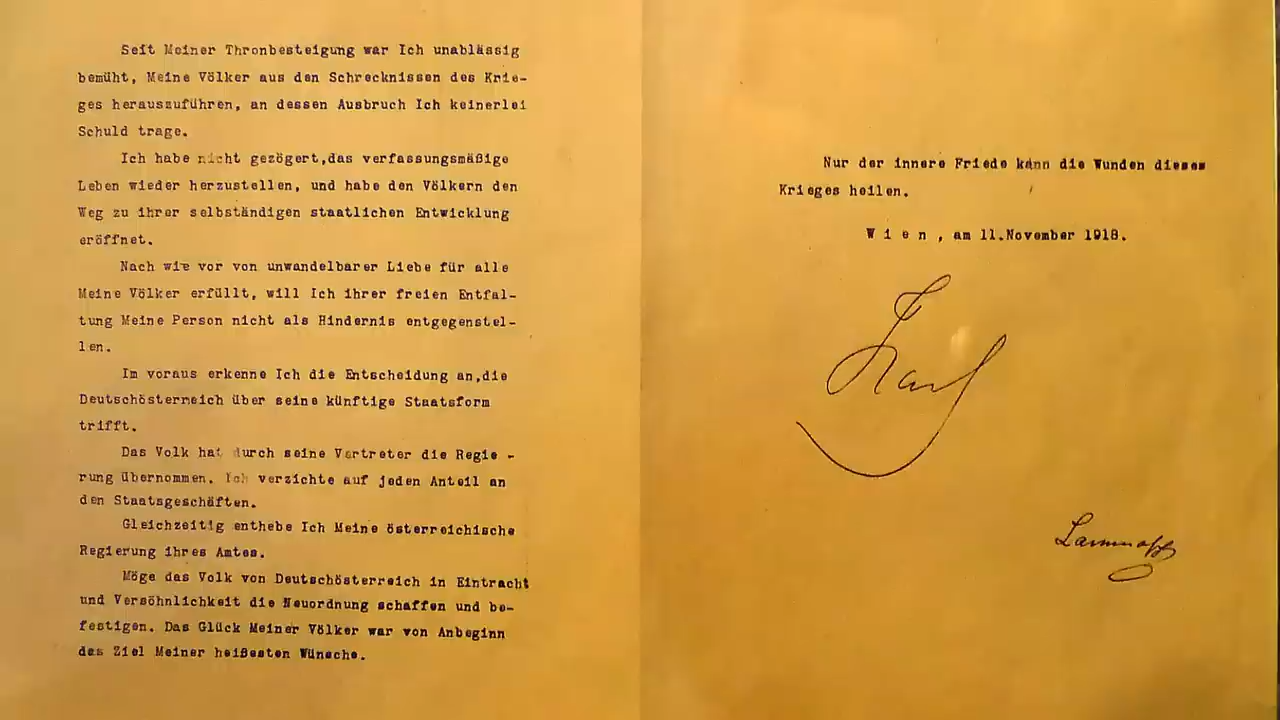 Seit Meiner Thronbesteigung war Ich unablässig
bemüht, Meine Völker aus den Schrecknissen des Krie-
ges herauszuführen, an dessen Ausbruch Ich keinerlei
Schuld trage.
Ich habe nicht gezögert,das verfassungsmäßige
Leben wieder herzustellen, und habe den Völkern den
Weg zu ihrer selbständigen staatlichen Entwicklung
eröffnet.
Nach wie vor von unwandelbarer Liebe für alle
Meine Völker erfüllt, will Ich ihrer freien Entfal-
tung Meine Person nicht als Hindernis entgegenstel-
len.
Im voraus erkenne Ich die Entscheidung an,die
Deutschösterreich über seine künftige Staatsform
trifft.
Das Volk hat durch seine Vertreter die Regie -
rung übernommen. Ich verzichte auf jeden Anteil an
den Staatsgeschäften.
Gleichzeitig enthebe Ich Meine österreichische
Regierung ihres Amtes.
Möge das Volk von Deutschösterreich in Eintracht
und Versöhnlichkeit die Neuordnung schaffen und be-
festigen. Das Glück Meiner Völker war von Anbeginn
das Ziel Meiner heißesten Wünsche.
Nur der innere Friede kann die Wunden dieses
Krieges heilen.
W i e n , am 11.November 1918.
Karl
Lammasch